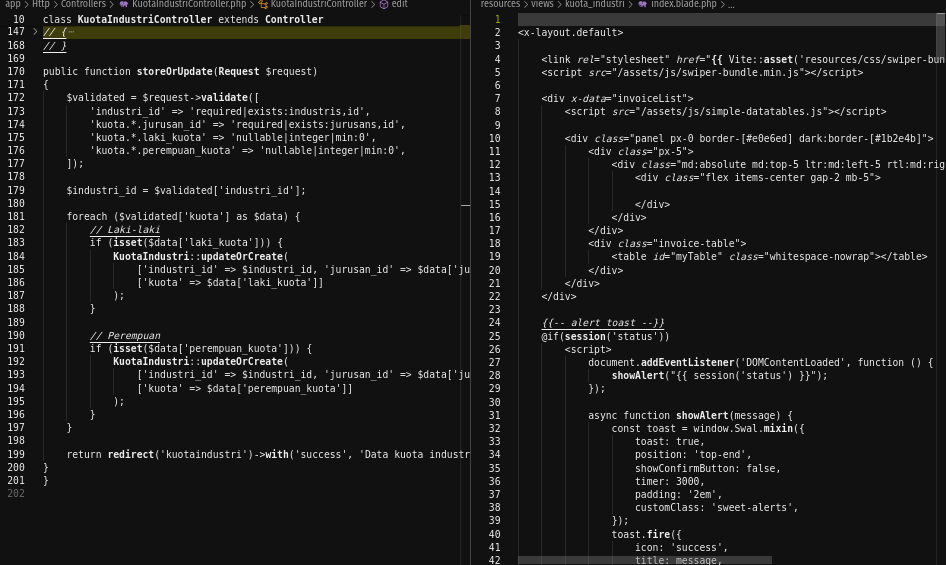 app > Http > Controllers > KuotaIndustriController.php > KuotaIndustriController > edit
10 class KuotaIndustriController extends Controller
147 // {
168 // }
169
170 public function storeOrUpdate(Request $request)
171 {
172 $validated = $request->validate([
173 'industri_id' => 'required|exists:industris,id',
174 'kuota.*.jurusan_id' => 'required|exists:jurusans,id',
175 'kuota.*.laki_kuota' => 'nullable|integer|min:0',
176 'kuota.*.perempuan_kuota' => 'nullable|integer|min:0',
177 ]);
178
179 $industri_id = $validated['industri_id'];
180
181 foreach ($validated['kuota'] as $data) {
182 // Laki-laki
183 if (isset($data['laki_kuota'])) {
184 KuotaIndustri::updateOrCreate(
185 ['industri_id' => $industri_id, 'jurusan_id' => $data['ju
186 ['kuota' => $data['laki_kuota']]
187 );
188 }
189
190 // Perempuan
191 if (isset($data['perempuan_kuota'])) {
192 KuotaIndustri::updateOrCreate(
193 ['industri_id' => $industri_id, 'jurusan_id' => $data['ju
194 ['kuota' => $data['perempuan_kuota']]
195 );
196 }
197 }
198
199 return redirect('kuotaindustri')->with('success', 'Data kuota industr
200 }
201 }
202
resources > views > kuota_industri > index.blade.php > ...
1
2 <x-layout.default>
3
4 <link rel="stylesheet" href="{{ Vite::asset('resources/css/swiper-bun
5 <script src="/assets/js/swiper-bundle.min.js"></script>
6
7 <div x-data="invoiceList">
8 <script src="/assets/js/simple-datatables.js"></script>
9
10 <div class="panel px-0 border-[#e0e6ed] dark:border-[#1b2e4b]">
11 <div class="px-5">
12 <div class="md:absolute md:top-5 ltr:md:left-5 rtl:md:rig
13 <div class="flex items-center gap-2 mb-5">
14
15 </div>
16 </div>
17 </div>
18 <div class="invoice-table">
19 <table id="myTable" class="whitespace-nowrap"></table>
20 </div>
21 </div>
22 </div>
23
24 {{-- alert toast --}}
25 @if(session('status'))
26 <script>
27 document.addEventListener('DOMContentLoaded', function () {
28 showAlert("{{ session('status') }}");
29 });
30
31 async function showAlert(message) {
32 const toast = window.Swal.mixin({
33 toast: true,
34 position: 'top-end',
35 showConfirmButton: false,
36 timer: 3000,
37 padding: '2em',
38 customClass: 'sweet-alerts',
39 });
40 toast.fire({
41 icon: 'success',
42 title: message,